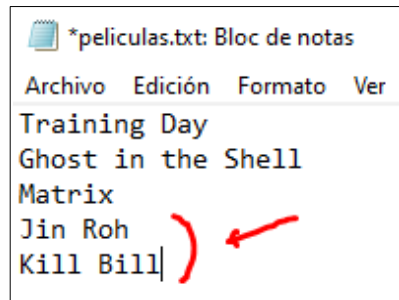 *peliculas.txt: Bloc de notas
Archivo Edición Formato Ver
Training Day
Ghost in the Shell
Matrix
Jin Roh
Kill Bill